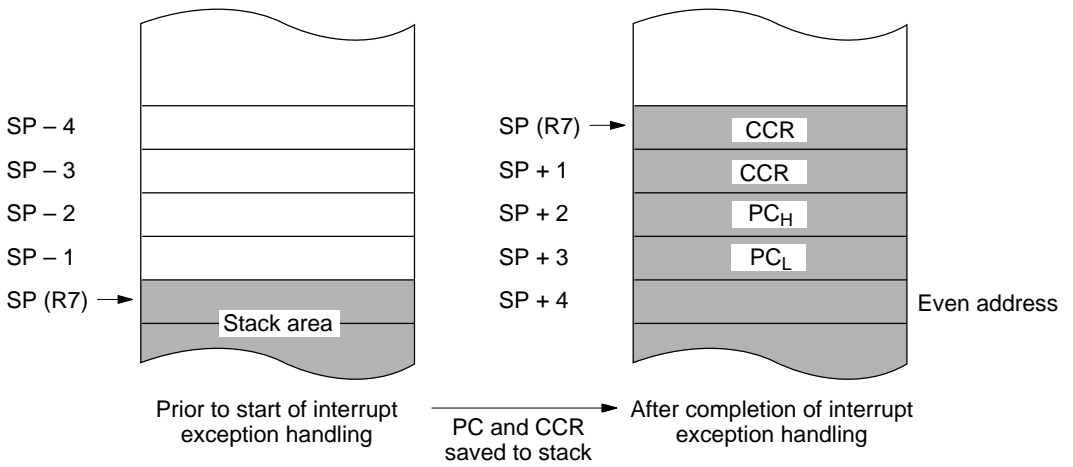 SP – 4
SP – 3
SP – 2
SP – 1
SP (R7)
Stack area
Prior to start of interrupt
exception handling
PC and CCR
saved to stack
SP (R7)
CCR
SP + 1
CCR
SP + 2
PCH
SP + 3
PCL
SP + 4
Even address
After completion of interrupt
exception handling